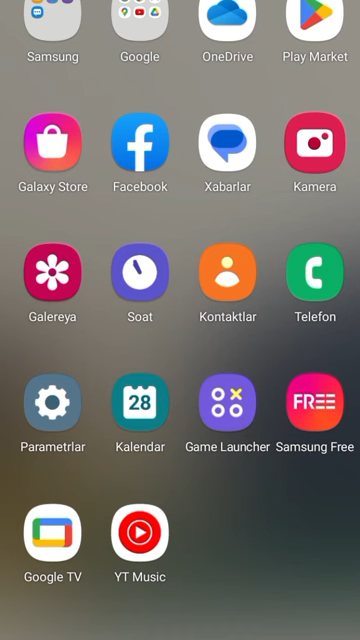 Samsung
Google
OneDrive
Play Market
Galaxy Store
Facebook
Xabarlar
Kamera
Galereya
Soat
Kontaktlar
Telefon
28
FREE
Parametrlar
Kalendar
Game Launcher
Samsung Free
Google TV
YT Music